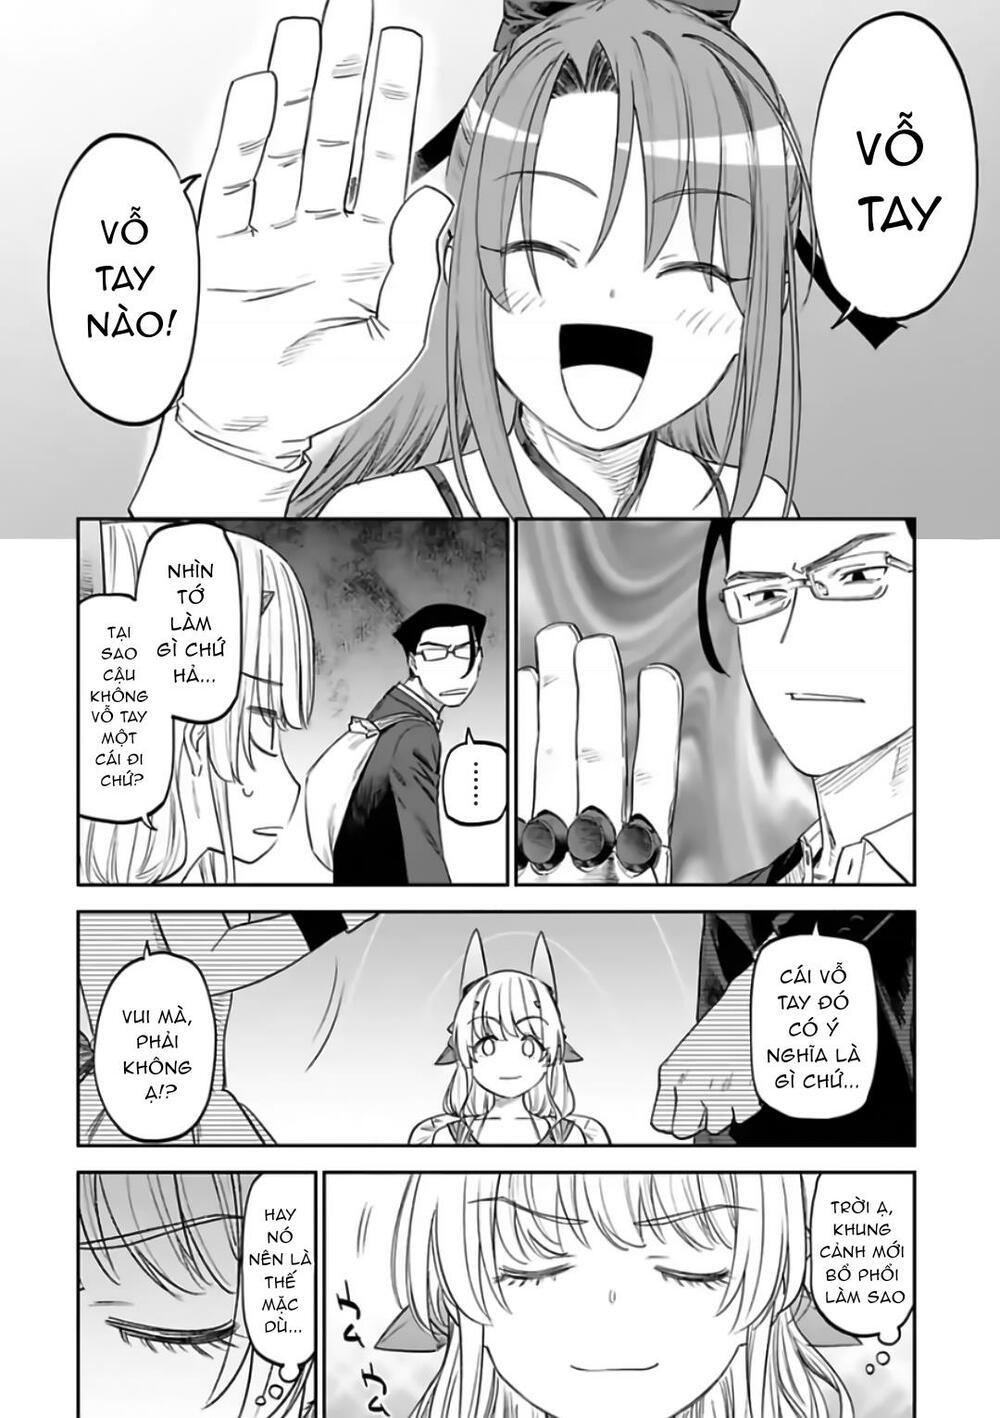 VỖ
TAY
VỖ
TAY
NÀO!
NHÌN
TỚ
LÀM
GÌ CHỨ
HẢ...
TẠI
SAO
CẬU
KHÔNG
VỖ TAY
MỘT
CÁI ĐI
CHỨ?
CÁI VỖ
TAY ĐÓ
CÓ Ý
NGHĨA LÀ
GÌ CHỨ...
VUI MÀ,
PHẢI
KHÔNG
Ạ!?
TRỜI Ạ,
KHUNG
CẢNH MỚI
BỔ PHỔI
LÀM SAO
HAY
NÓ
NÊN LÀ
THẾ
MẶC
DÙ...